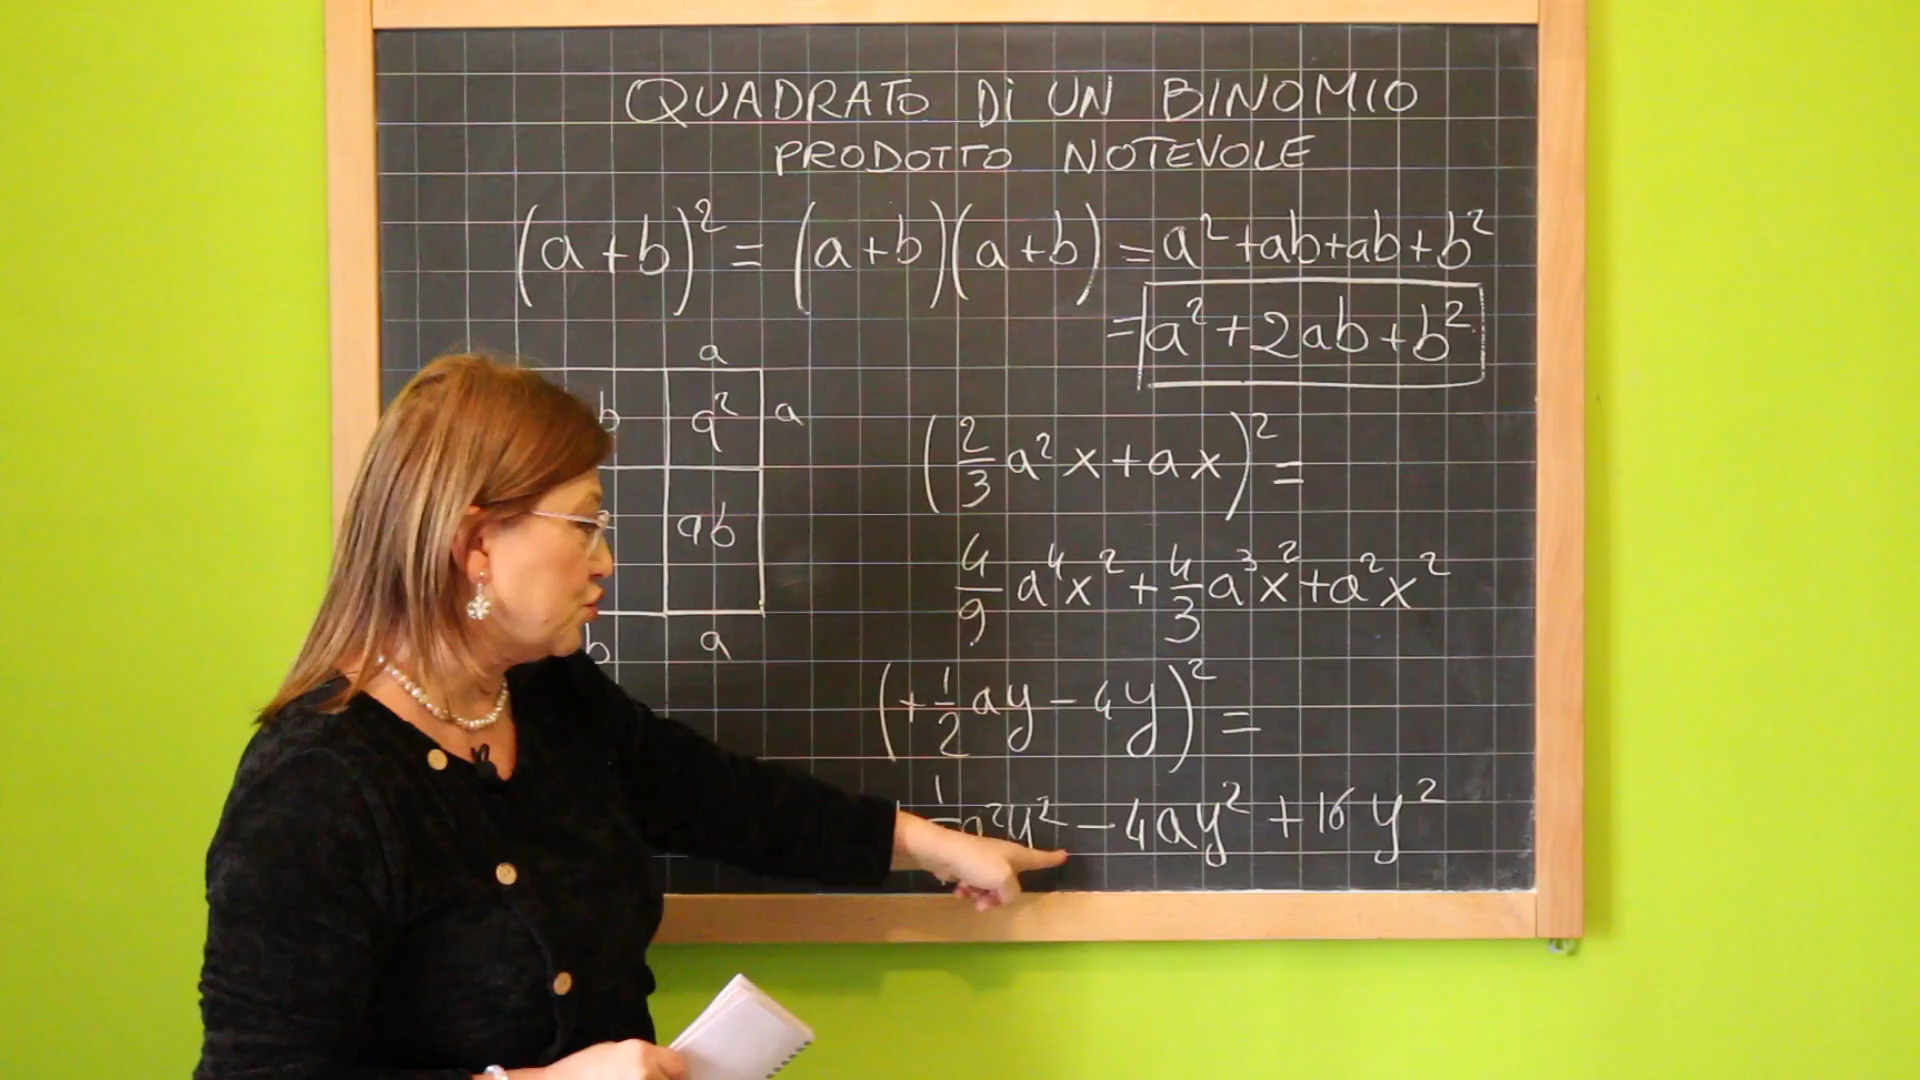 QUADRATO Di UN BINOMIO
PRODOTTO NOTEVOLE
(a+b)² = (a+b)(a+b) = a²+ab+ab+b²
= a²+2ab+b²
a
b a² a
ab
b a
(2/3 a²x+ax)² =
4/9 a⁴x² + 4/3 a³x² + a²x²
(+1/2 ay - 4y)² =
a²y² - 4ay² + 16y²